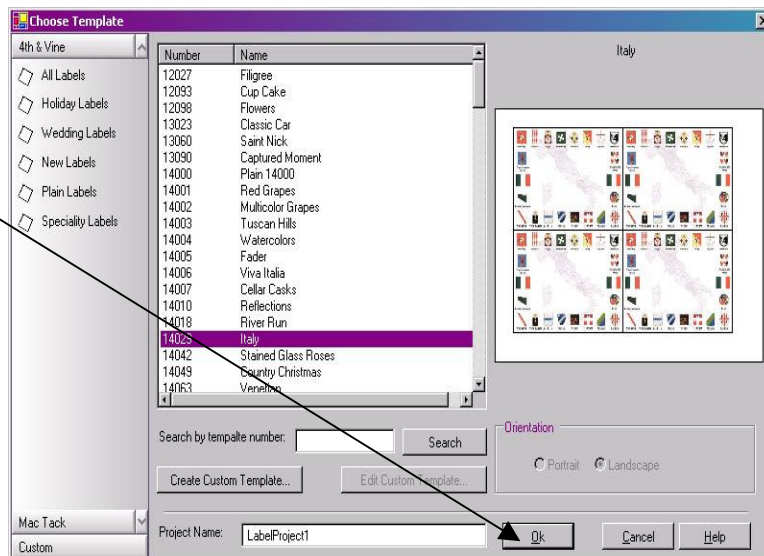 Choose Template
4th & Vine
All Labels
Holiday Labels
Wedding Labels
New Labels
Plain Labels
Speciality Labels
Mac Tack
Custom
Number Name
12027 Filigree
12093 Cup Cake
12098 Flowers
13023 Classic Car
13060 Saint Nick
13090 Captured Moment
14000 Plain 14000
14001 Red Grapes
14002 Multicolor Grapes
14003 Tuscan Hills
14004 Watercolors
14005 Fader
14006 Viva Italia
14007 Cellar Casks
14010 Reflections
14018 River Run
Italy
14042 Stained Glass Roses
14049 Country Christmas
14063 Venetian
Search by tempalte number: Search
Create Custom Template... Edit Custom Template...
Project Name: LabelProject1
Italy
Orientation
Portrait Landscape
Ok Cancel Help